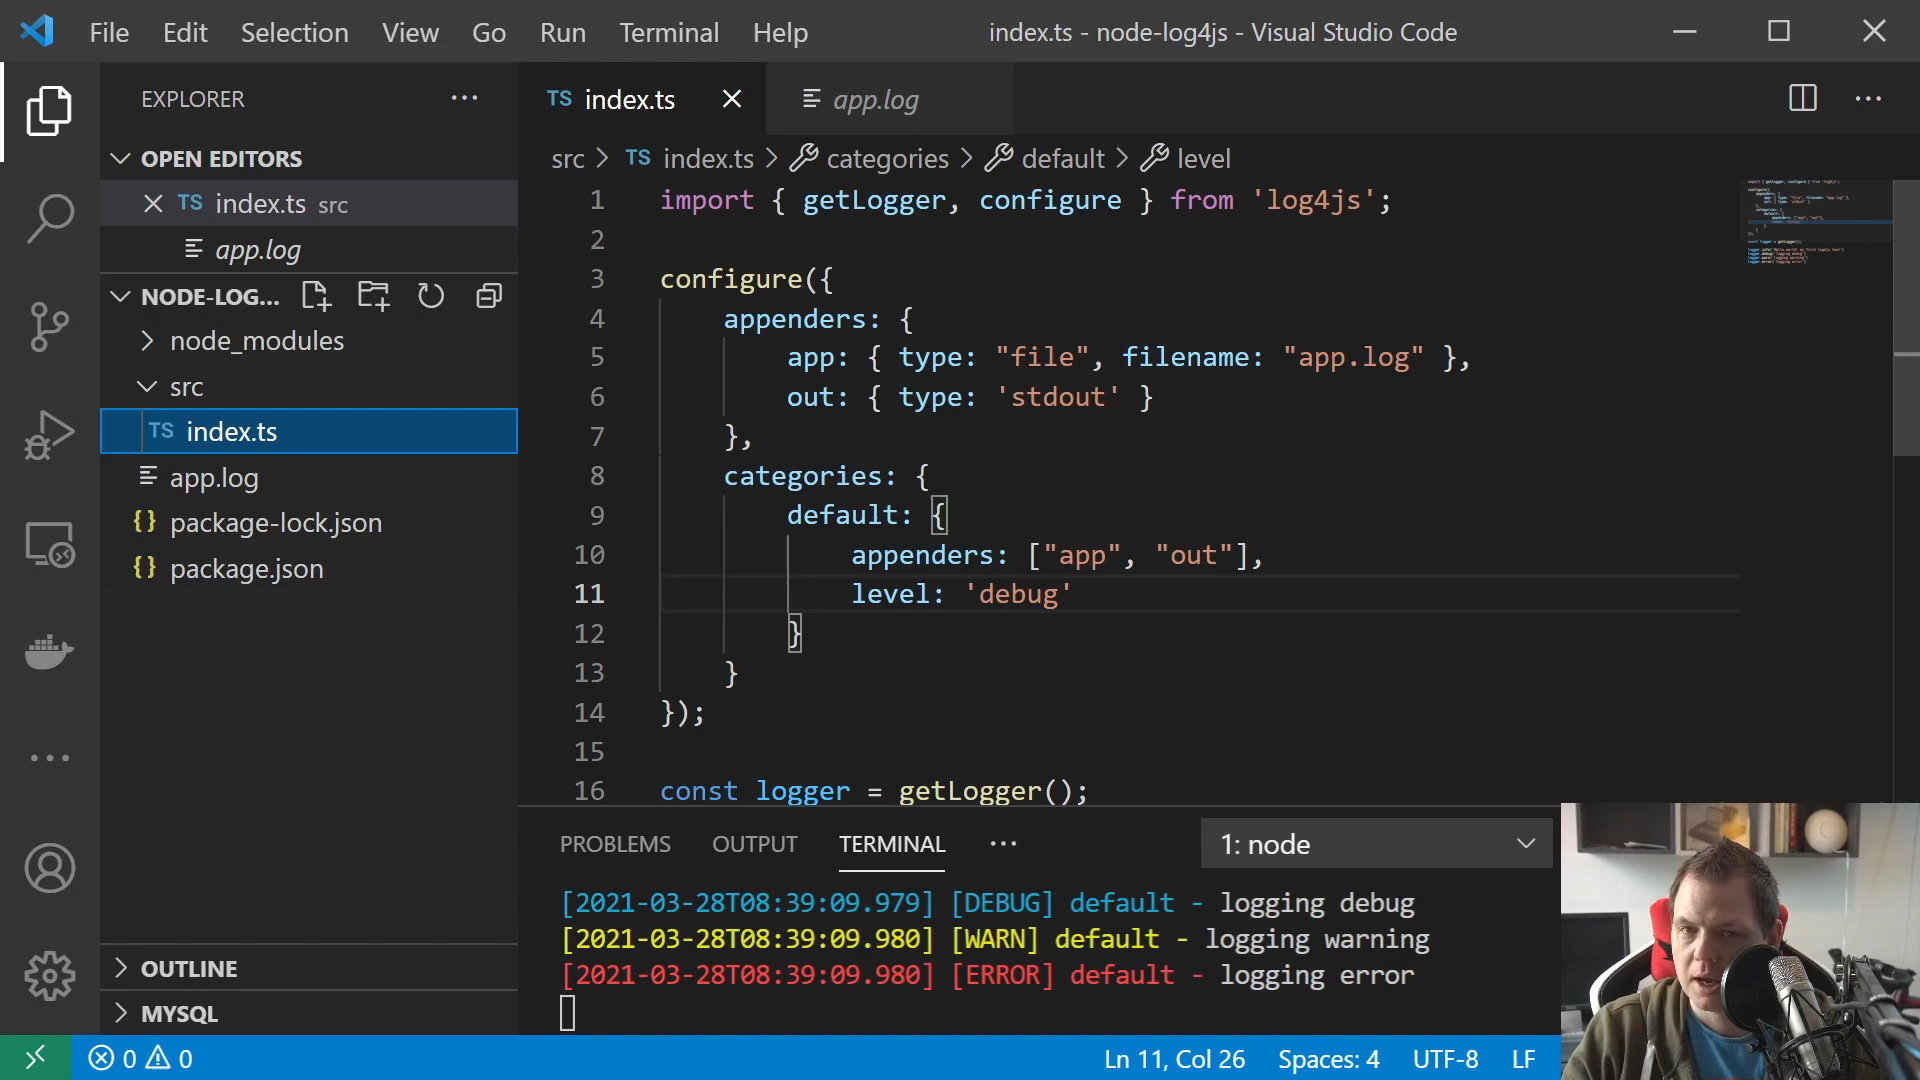 File Edit Selection View Go Run Terminal Help
index.ts - node-log4js - Visual Studio Code
EXPLORER
OPEN EDITORS
TS index.ts src
app.log
NODE-LOG...
node_modules
src
TS index.ts
app.log
{} package-lock.json
{} package.json
OUTLINE
MYSQL
TS index.ts
app.log
src > TS index.ts > categories > default > level
1 import { getLogger, configure } from 'log4js';
2
3 configure({
4 appenders: {
5 app: { type: "file", filename: "app.log" },
6 out: { type: 'stdout' }
7 },
8 categories: {
9 default: {
10 appenders: ["app", "out"],
11 level: 'debug'
12 }
13 }
14 });
15
16 const logger = getLogger();
PROBLEMS OUTPUT TERMINAL
1: node
[2021-03-28T08:39:09.979] [DEBUG] default - logging debug
[2021-03-28T08:39:09.980] [WARN] default - logging warning
[2021-03-28T08:39:09.980] [ERROR] default - logging error
0 0
Ln 11, Col 26 Spaces: 4 UTF-8 LF